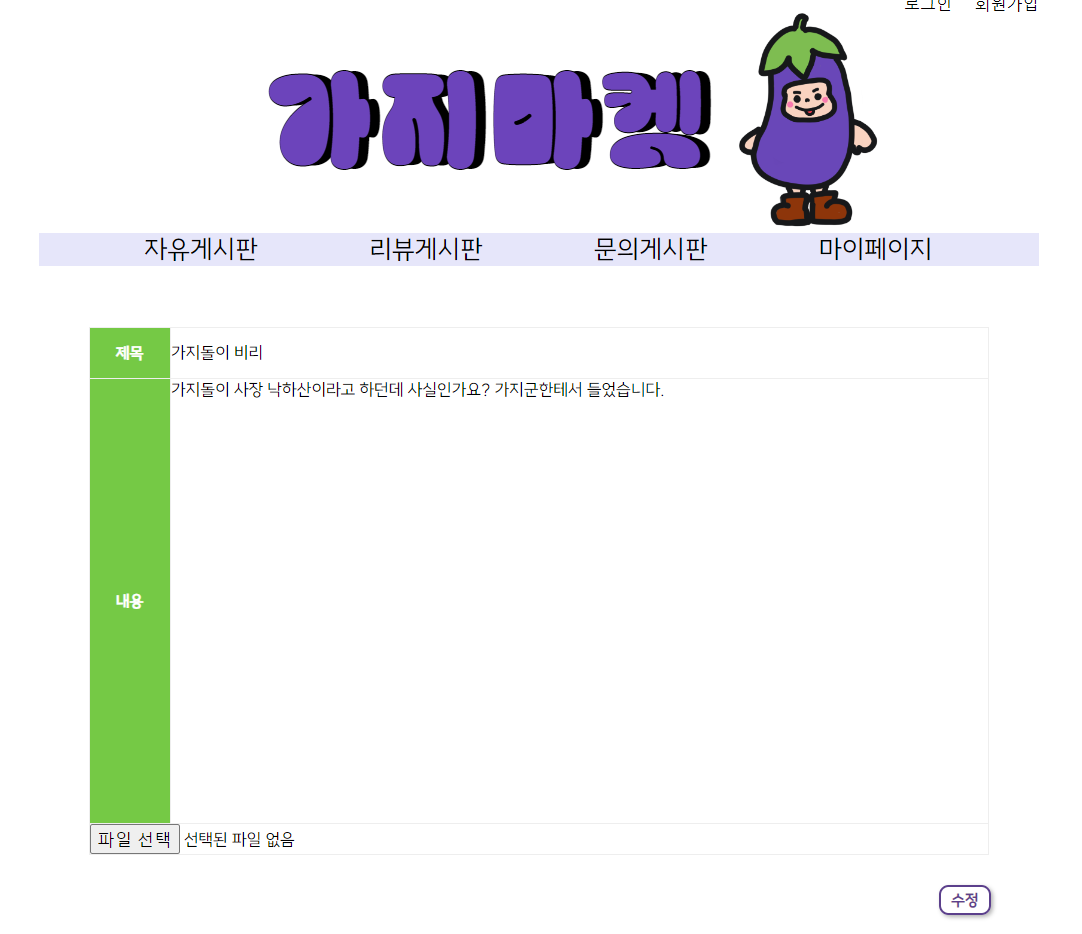 로그인 회원가입
가지마켓
자유게시판 리뷰게시판 문의게시판 마이페이지
제목 가지돌이 비리
가지돌이 사장 낙하산이라고 하던데 사실인가요? 가지군한테서 들었습니다.
내용
파일 선택 선택된 파일 없음
수정